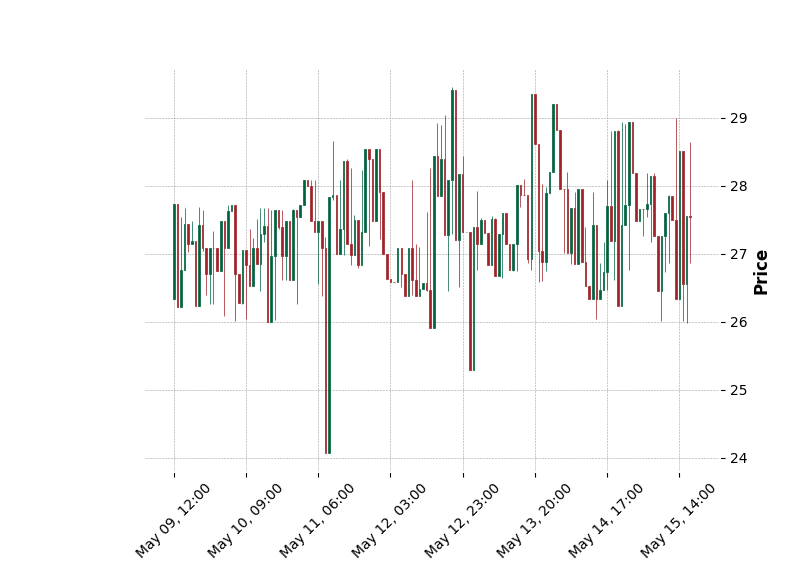 29
28
27
26
25
24
Price
May 09, 12:00
May 10, 09:00
May 11, 06:00
May 12, 03:00
May 12, 23:00
May 13, 20:00
May 14, 17:00
May 15, 14:00